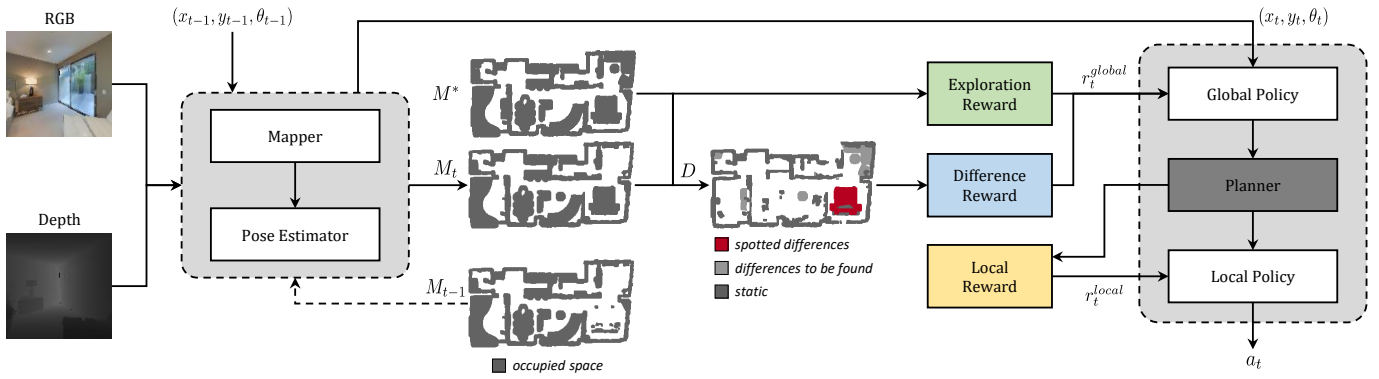 RGB
(x_{t-1}, y_{t-1}, θ_{t-1})
(x_t, y_t, θ_t)
Mapper
Pose Estimator
Depth
M*
M_t
M_{t-1}
occupied space
D
spotted differences
differences to be found
static
Exploration
Reward
Difference
Reward
Local
Reward
r_t^{global}
r_t^{local}
Global Policy
Planner
Local Policy
a_t